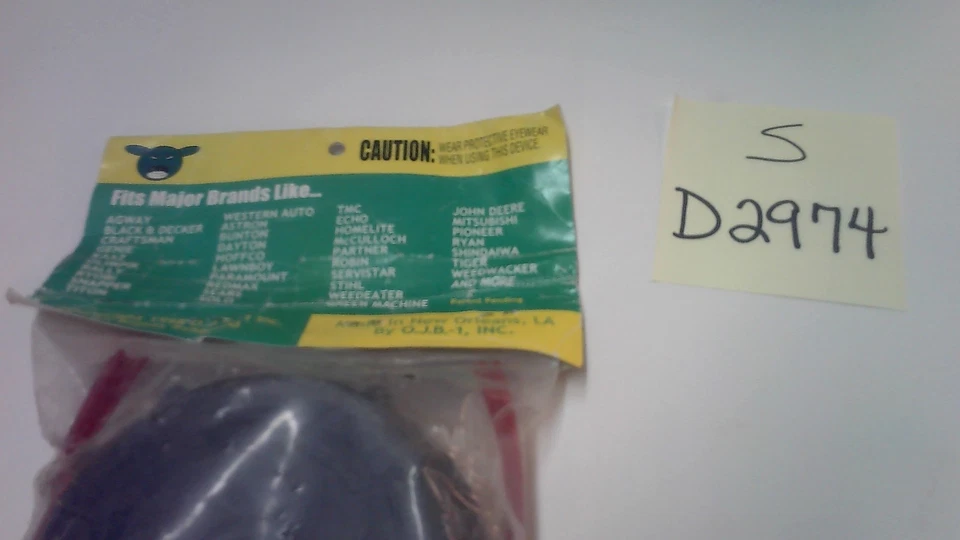 CAUTION: WEAR PROTECTIVE EYEWEAR
WHEN USING THIS DEVICE
Fits Major Brands Like...
AGWAY
BLACK & DECKER
CRAFTSMAN
SNAPPER
WESTERN AUTO
ASTRON
BUNTON
DAYTON
HOFFCO
LAWNBOY
PARAMOUNT
REDMAX
TMC
ECHO
HOMELITE
McCULLOCH
PARTNER
ROBIN
SERVISTAR
STIHL
WEEDEATER
GREEN MACHINE
JOHN DEERE
MITSUBISHI
PIONEER
RYAN
SHINDAIWA
TIGER
WEEDWACKER
AND MORE
Patent Pending
in New Orleans, LA
By O.J.B.-1, INC.
S
D2974